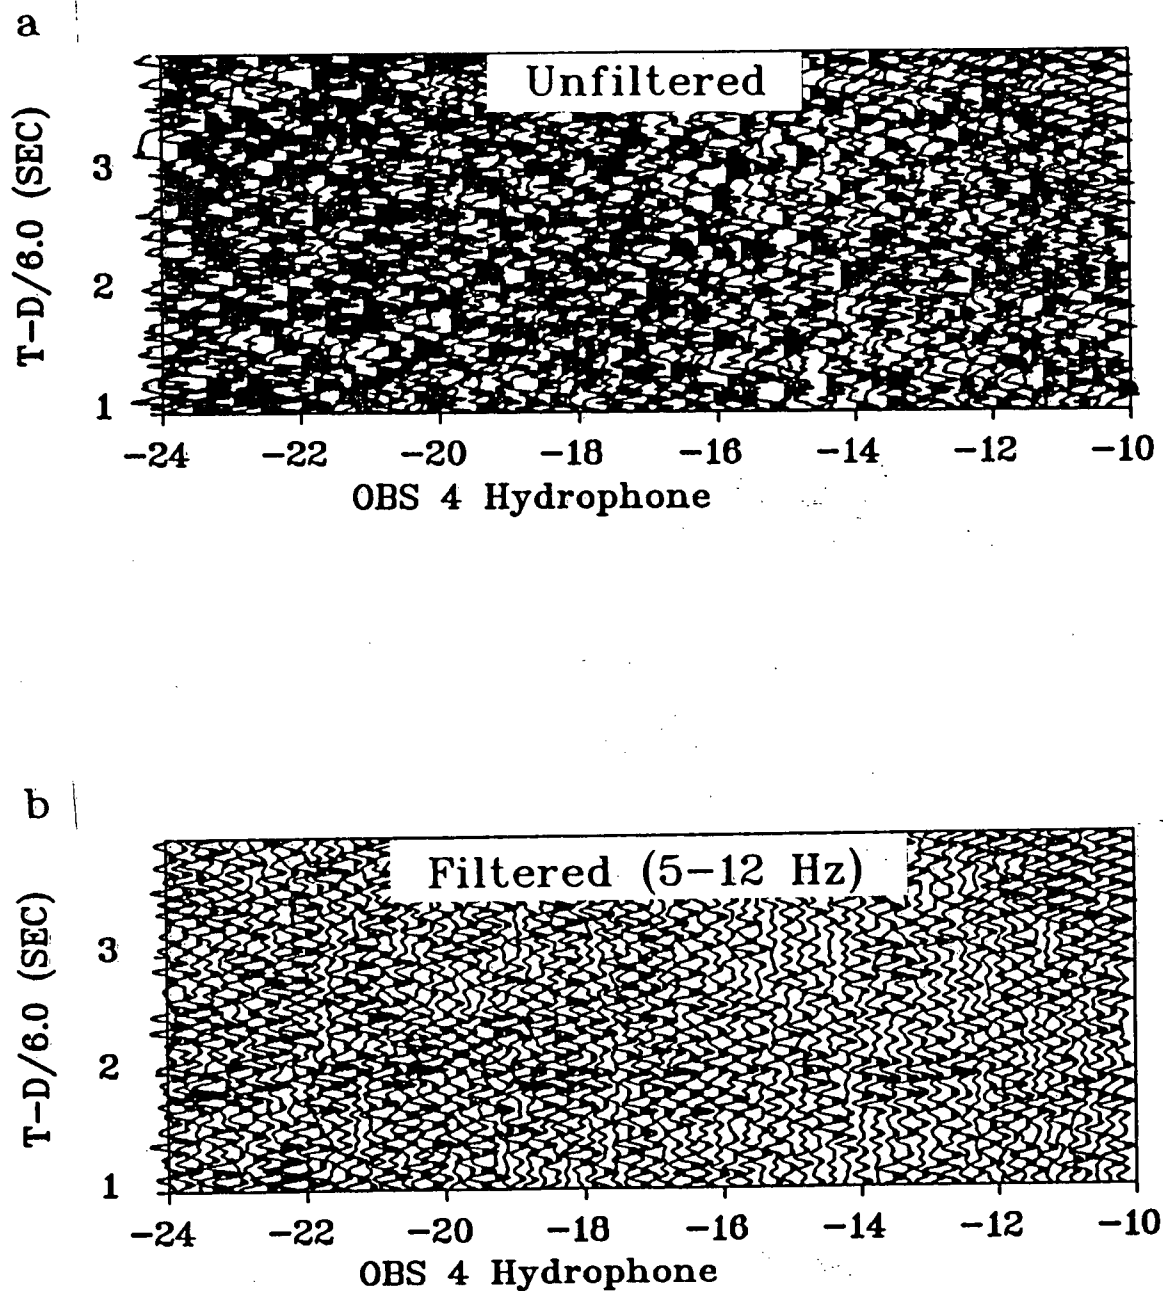 a
Unfiltered
T-D/6.0 (SEC)
3
2
1
-24 -22 -20 -18 -16 -14 -12 -10
OBS 4 Hydrophone
b
Filtered (5-12 Hz)
T-D/6.0 (SEC)
3
2
1
-24 -22 -20 -18 -16 -14 -12 -10
OBS 4 Hydrophone